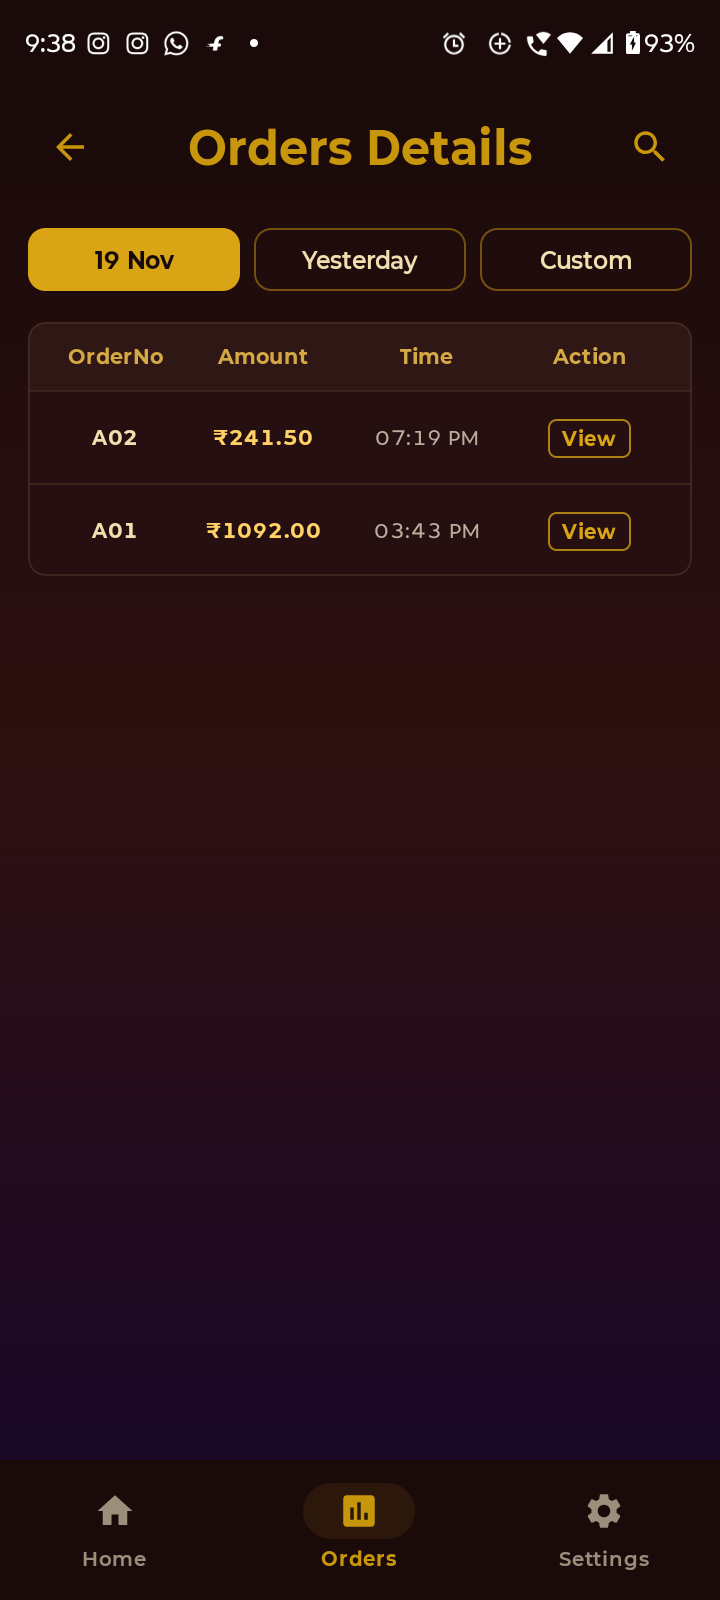 9:38 93%
Orders Details
19 Nov Yesterday Custom
OrderNo Amount Time Action
A02 ₹241.50 07:19 PM View
A01 ₹1092.00 03:43 PM View
Home Orders Settings